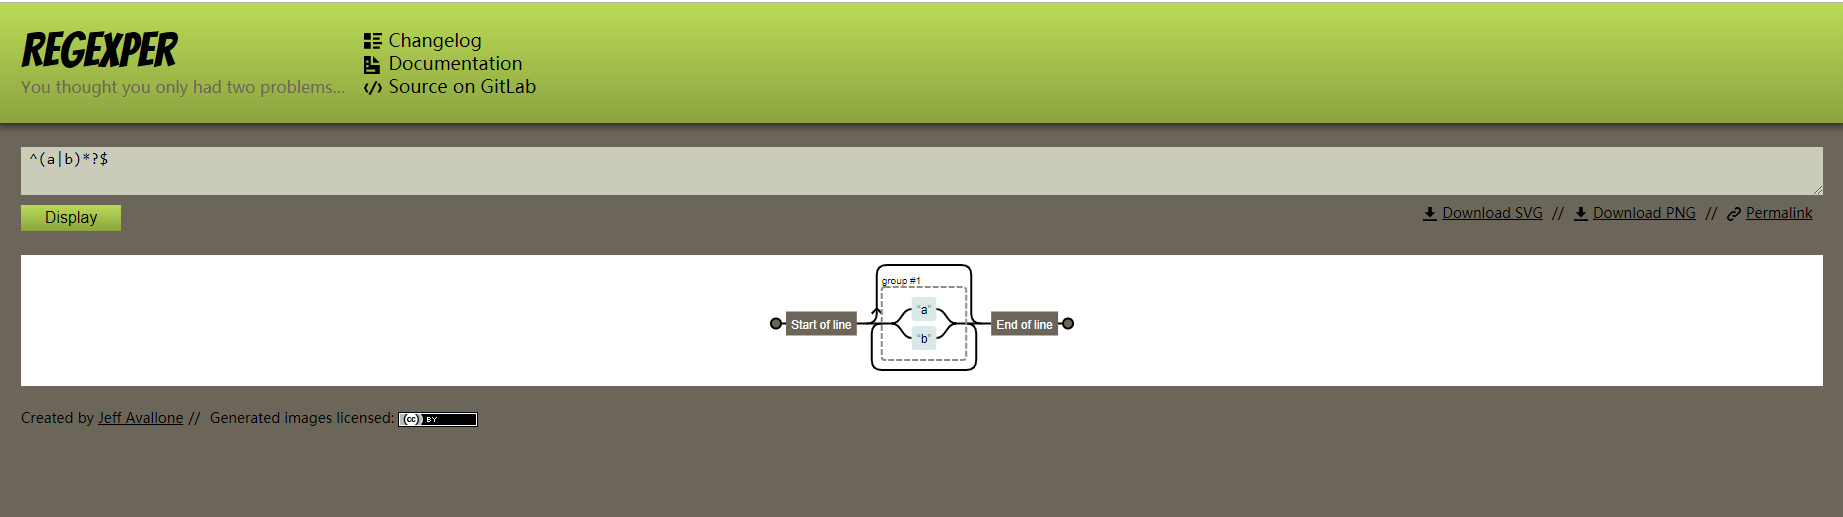 REGEXPER
You thought you only had two problems...
Changelog
Documentation
Source on GitLab
^(a|b)*?$
Display
Download SVG // Download PNG // Permalink
group #1
Start of line
“a”
“b”
End of line
Created by Jeff Avallone // Generated images licensed: (cc) BY